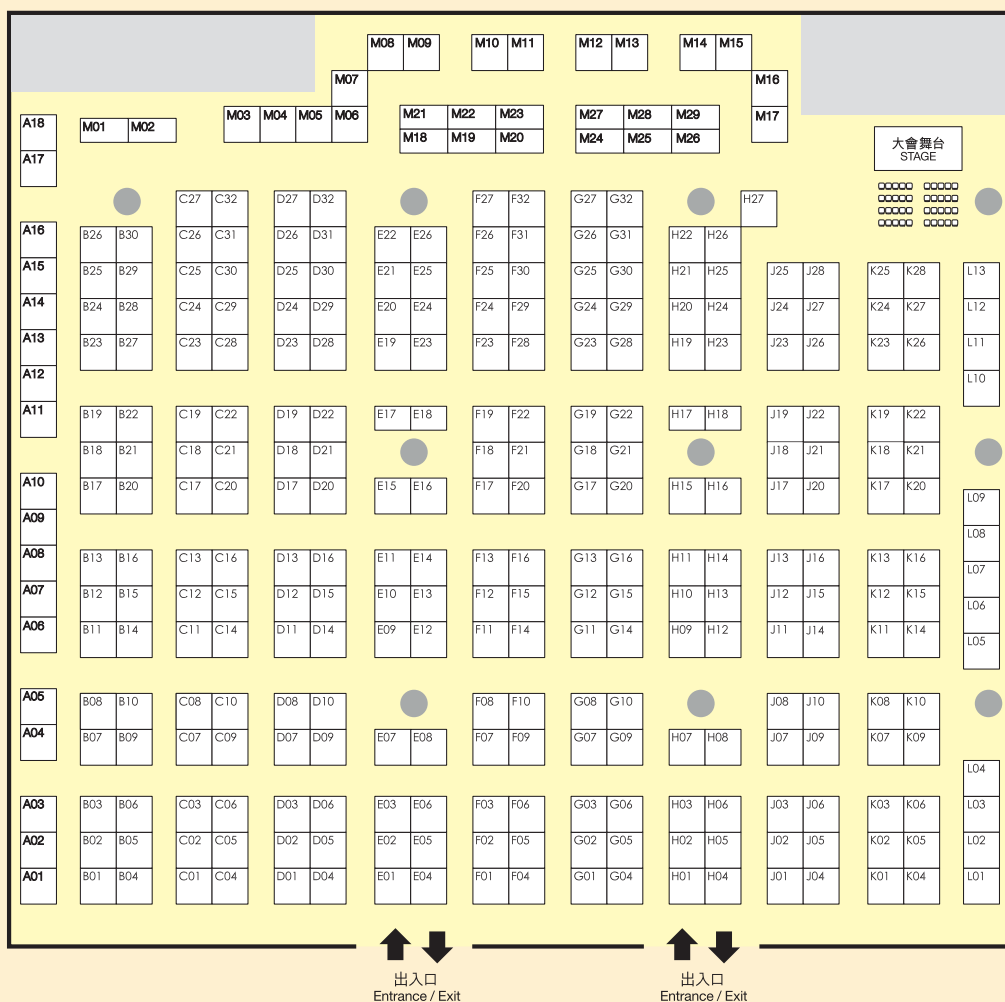 M08 M09 M10 M11 M12 M13 M14 M15
M07 M16
M03 M04 M05 M06 M21 M22 M23 M27 M28 M29 M17
A18 M01 M02
M18 M19 M20 M24 M25 M26
大會舞台
STAGE
A17
C27 C32 D27 D32 F27 F32 G27 G32 H27
A16 B26 B30 C26 C31 D26 D31 E22 E26 F26 F31 G26 G31 H22 H26
A15 B25 B29 C25 C30 D25 D30 E21 E25 F25 F30 G25 G30 H21 H25 J25 J28 K25 K28 L13
A14 B24 B28 C24 C29 D24 D29 E20 E24 F24 F29 G24 G29 H20 H24 J24 J27 K24 K27 L12
A13 B23 B27 C23 C28 D23 D28 E19 E23 F23 F28 G23 G28 H19 H23 J23 J26 K23 K26 L11
A12 L10
A11 B19 B22 C19 C22 D19 D22 E17 E18 F19 F22 G19 G22 H17 H18 J19 J22 K19 K22
B18 B21 C18 C21 D18 D21 F18 F21 G18 G21 J18 J21 K18 K21
A10 B17 B20 C17 C20 D17 D20 E15 E16 F17 F20 G17 G20 H15 H16 J17 J20 K17 K20 L09
A09 L08
A08 B13 B16 C13 C16 D13 D16 E11 E14 F13 F16 G13 G16 H11 H14 J13 J16 K13 K16 L07
A07 B12 B15 C12 C15 D12 D15 E10 E13 F12 F15 G12 G15 H10 H13 J12 J15 K12 K15 L06
A06 B11 B14 C11 C14 D11 D14 E09 E12 F11 F14 G11 G14 H09 H12 J11 J14 K11 K14 L05
A05 B08 B10 C08 C10 D08 D10 F08 F10 G08 G10 J08 J10 K08 K10
A04 B07 B09 C07 C09 D07 D09 E07 E08 F07 F09 G07 G09 H07 H08 J07 J09 K07 K09
L04
A03 B03 B06 C03 C06 D03 D06 E03 E06 F03 F06 G03 G06 H03 H06 J03 J06 K03 K06 L03
A02 B02 B05 C02 C05 D02 D05 E02 E05 F02 F05 G02 G05 H02 H05 J02 J05 K02 K05 L02
A01 B01 B04 C01 C04 D01 D04 E01 E04 F01 F04 G01 G04 H01 H04 J01 J04 K01 K04 L01
出入口 出入口
Entrance / Exit Entrance / Exit